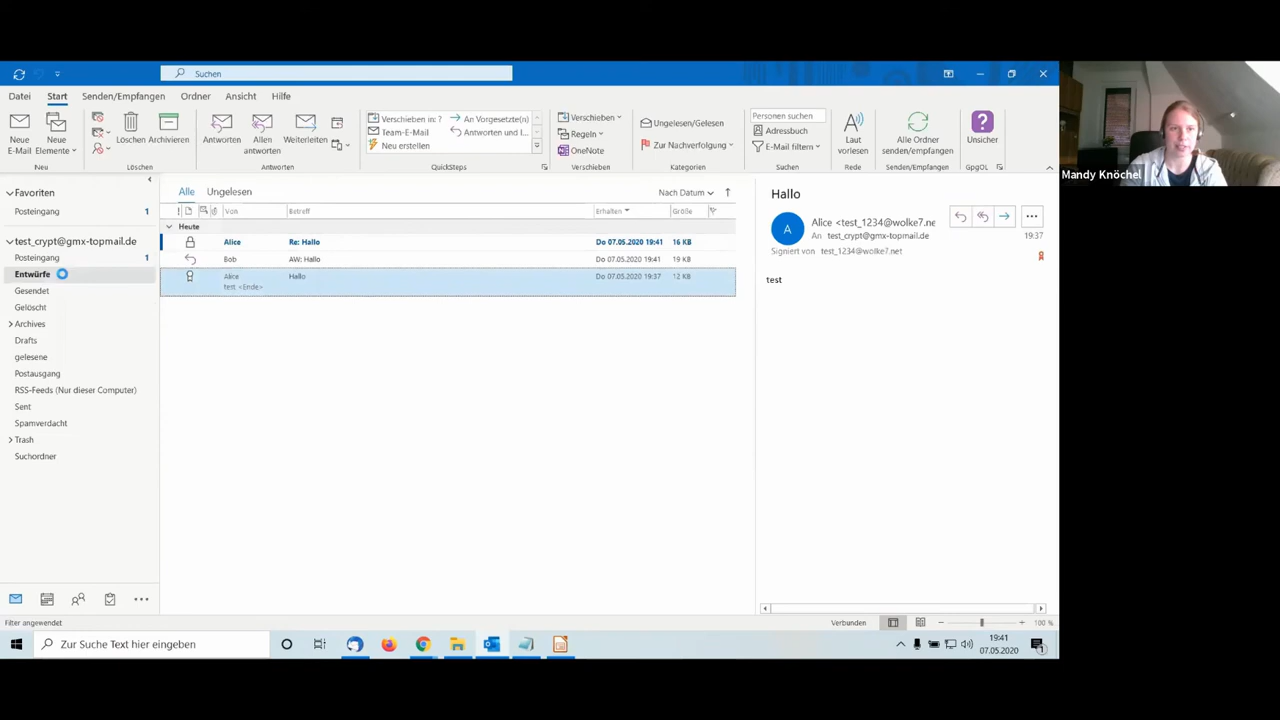 Suchen
Datei Start Senden/Empfangen Ordner Ansicht Hilfe
Neue E-Mail
Neue Elemente
Löschen Archivieren
Antworten
Allen antworten
Weiterleiten
Verschieben in: ?
Team-E-Mail
Neu erstellen
An Vorgesetzte(n)
Antworten und l...
Verschieben
Regeln
OneNote
Ungelesen/Gelesen
Zur Nachverfolgung
Personen suchen
Adressbuch
E-Mail filtern
Laut vorlesen
Alle Ordner senden/empfangen
Unsicher
Neu Löschen Antworten QuickSteps Verschieben Kategorien Suchen Rede Senden/Empfangen GpgOL
Favoriten
Posteingang 1
test_crypt@gmx-topmail.de
Posteingang 1
Entwürfe
Gesendet
Gelöscht
Archives
Drafts
gelesene
Postausgang
RSS-Feeds (Nur dieser Computer)
Sent
Spamverdacht
Trash
Suchordner
Alle Ungelesen Nach Datum
Von Betreff Erhalten Größe
Heute
Alice Re: Hallo Do 07.05.2020 19:41 16 KB
Bob AW: Hallo Do 07.05.2020 19:41 19 KB
Alice Hallo Do 07.05.2020 19:37 12 KB
test <Ende>
Hallo
A
Alice <test_1234@wolke7.ne
An test_crypt@gmx-topmail.de 19:37
Signiert von test_1234@wolke7.net
test
Mandy Knöchel
Filter angewendet Verbunden 100 %
Zur Suche Text hier eingeben
19:41
07.05.2020
1